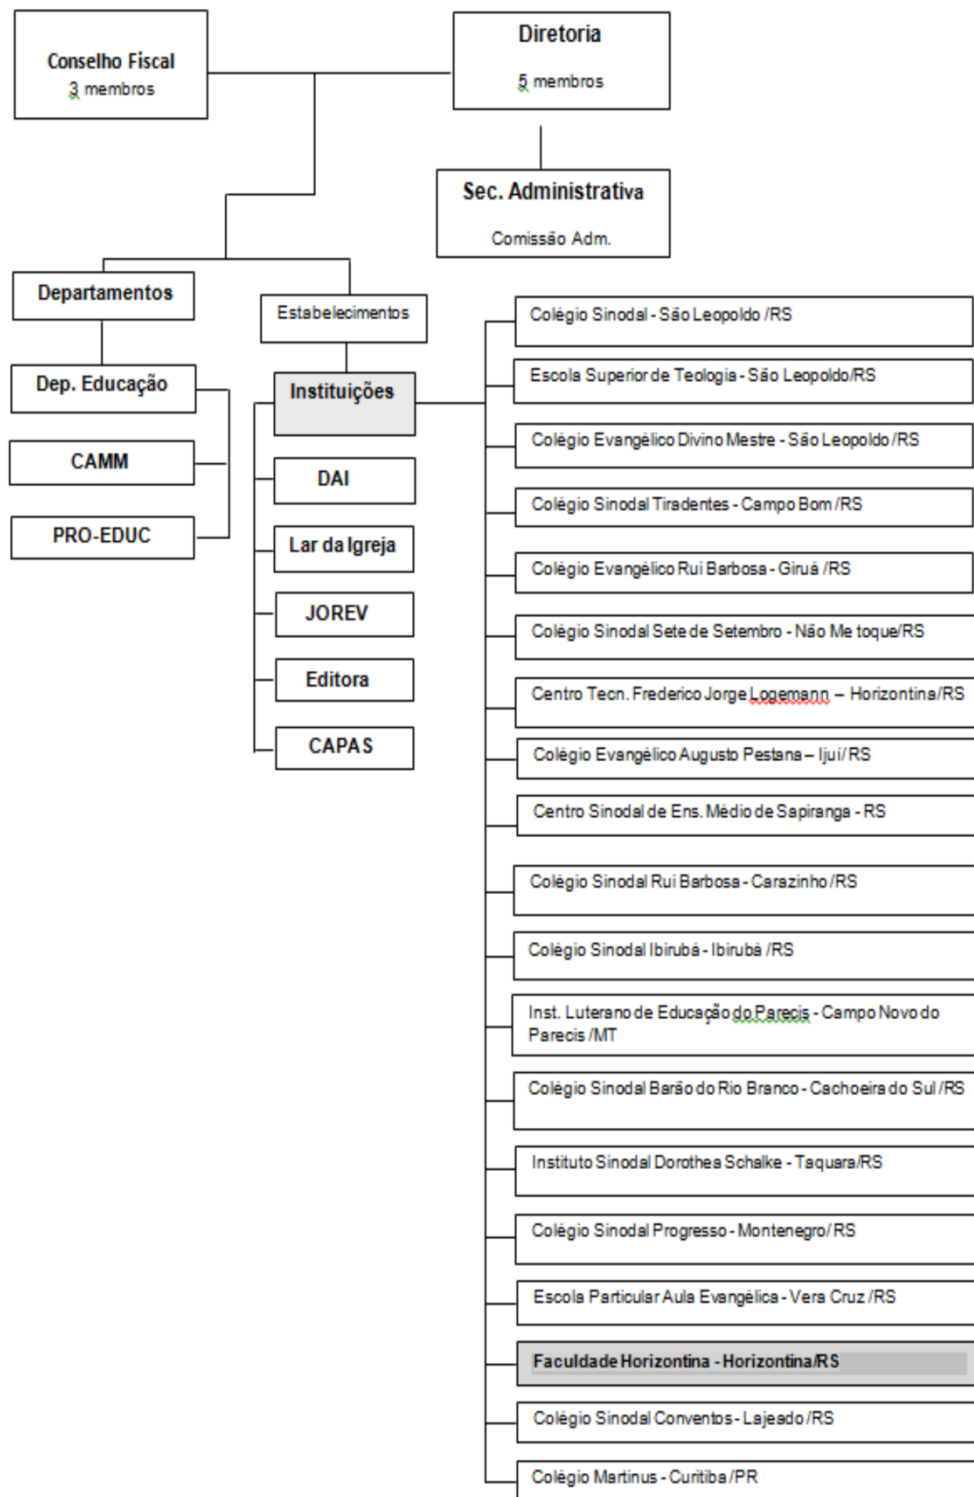 Conselho Fiscal
3 membros
Diretoria
5 membros
Sec. Administrativa
Comissão Adm.
Departamentos
Dep. Educação
CAMM
PRO-EDUC
Estabelecimentos
Instituições
DAI
Lar da Igreja
JOREV
Editora
CAPAS
Colégio Sinodal - São Leopoldo /RS
Escola Superior de Teologia - São Leopoldo/RS
Colégio Evangélico Divino Mestre - São Leopoldo /RS
Colégio Sinodal Tiradentes - Campo Bom /RS
Colégio Evangélico Rui Barbosa - Giruá /RS
Colégio Sinodal Sete de Setembro - Não Me toque/RS
Centro Tecn. Frederico Jorge Logemann – Horizontina/RS
Colégio Evangélico Augusto Pestana – Ijuí/ RS
Centro Sinodal de Ens. Médio de Sapiranga - RS
Colégio Sinodal Rui Barbosa - Carazinho /RS
Colégio Sinodal Ibirubá - Ibirubá /RS
Inst. Luterano de Educação do Parecis - Campo Novo do
Parecis /MT
Colégio Sinodal Barão do Rio Branco - Cachoeira do Sul /RS
Instituto Sinodal Dorothea Schalke - Taquara/RS
Colégio Sinodal Progresso - Montenegro/ RS
Escola Particular Aula Evangélica - Vera Cruz /RS
Faculdade Horizontina - Horizontina/RS
Colégio Sinodal Conventos - Lajeado /RS
Colégio Martinus - Curitiba /PR